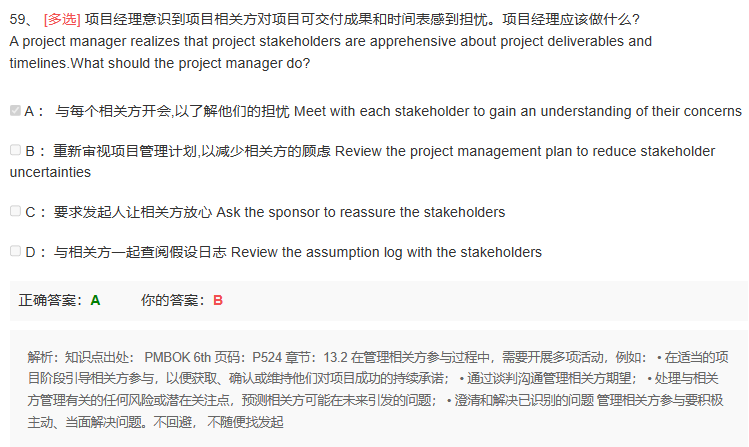 59、 [多选] 项目经理意识到项目相关方对项目可交付成果和时间表感到担忧。项目经理应该做什么?
A project manager realizes that project stakeholders are apprehensive about project deliverables and
timelines.What should the project manager do?
A： 与每个相关方开会,以了解他们的担忧 Meet with each stakeholder to gain an understanding of their concerns
B：重新审视项目管理计划,以减少相关方的顾虑 Review the project management plan to reduce stakeholder
uncertainties
C：要求发起人让相关方放心 Ask the sponsor to reassure the stakeholders
D：与相关方一起查阅假设日志 Review the assumption log with the stakeholders
正确答案：A 你的答案：B
解析：知识点出处： PMBOK 6th 页码：P524 章节：13.2 在管理相关方参与过程中，需要开展多项活动，例如： • 在适当的项
目阶段引导相关方参与，以便获取、确认或维持他们对项目成功的持续承诺； • 通过谈判沟通管理相关方期望； • 处理与相关
方管理有关的任何风险或潜在关注点，预测相关方可能在未来引发的问题； • 澄清和解决已识别的问题 管理相关方参与要积极
主动、当面解决问题。不回避， 不随便找发起